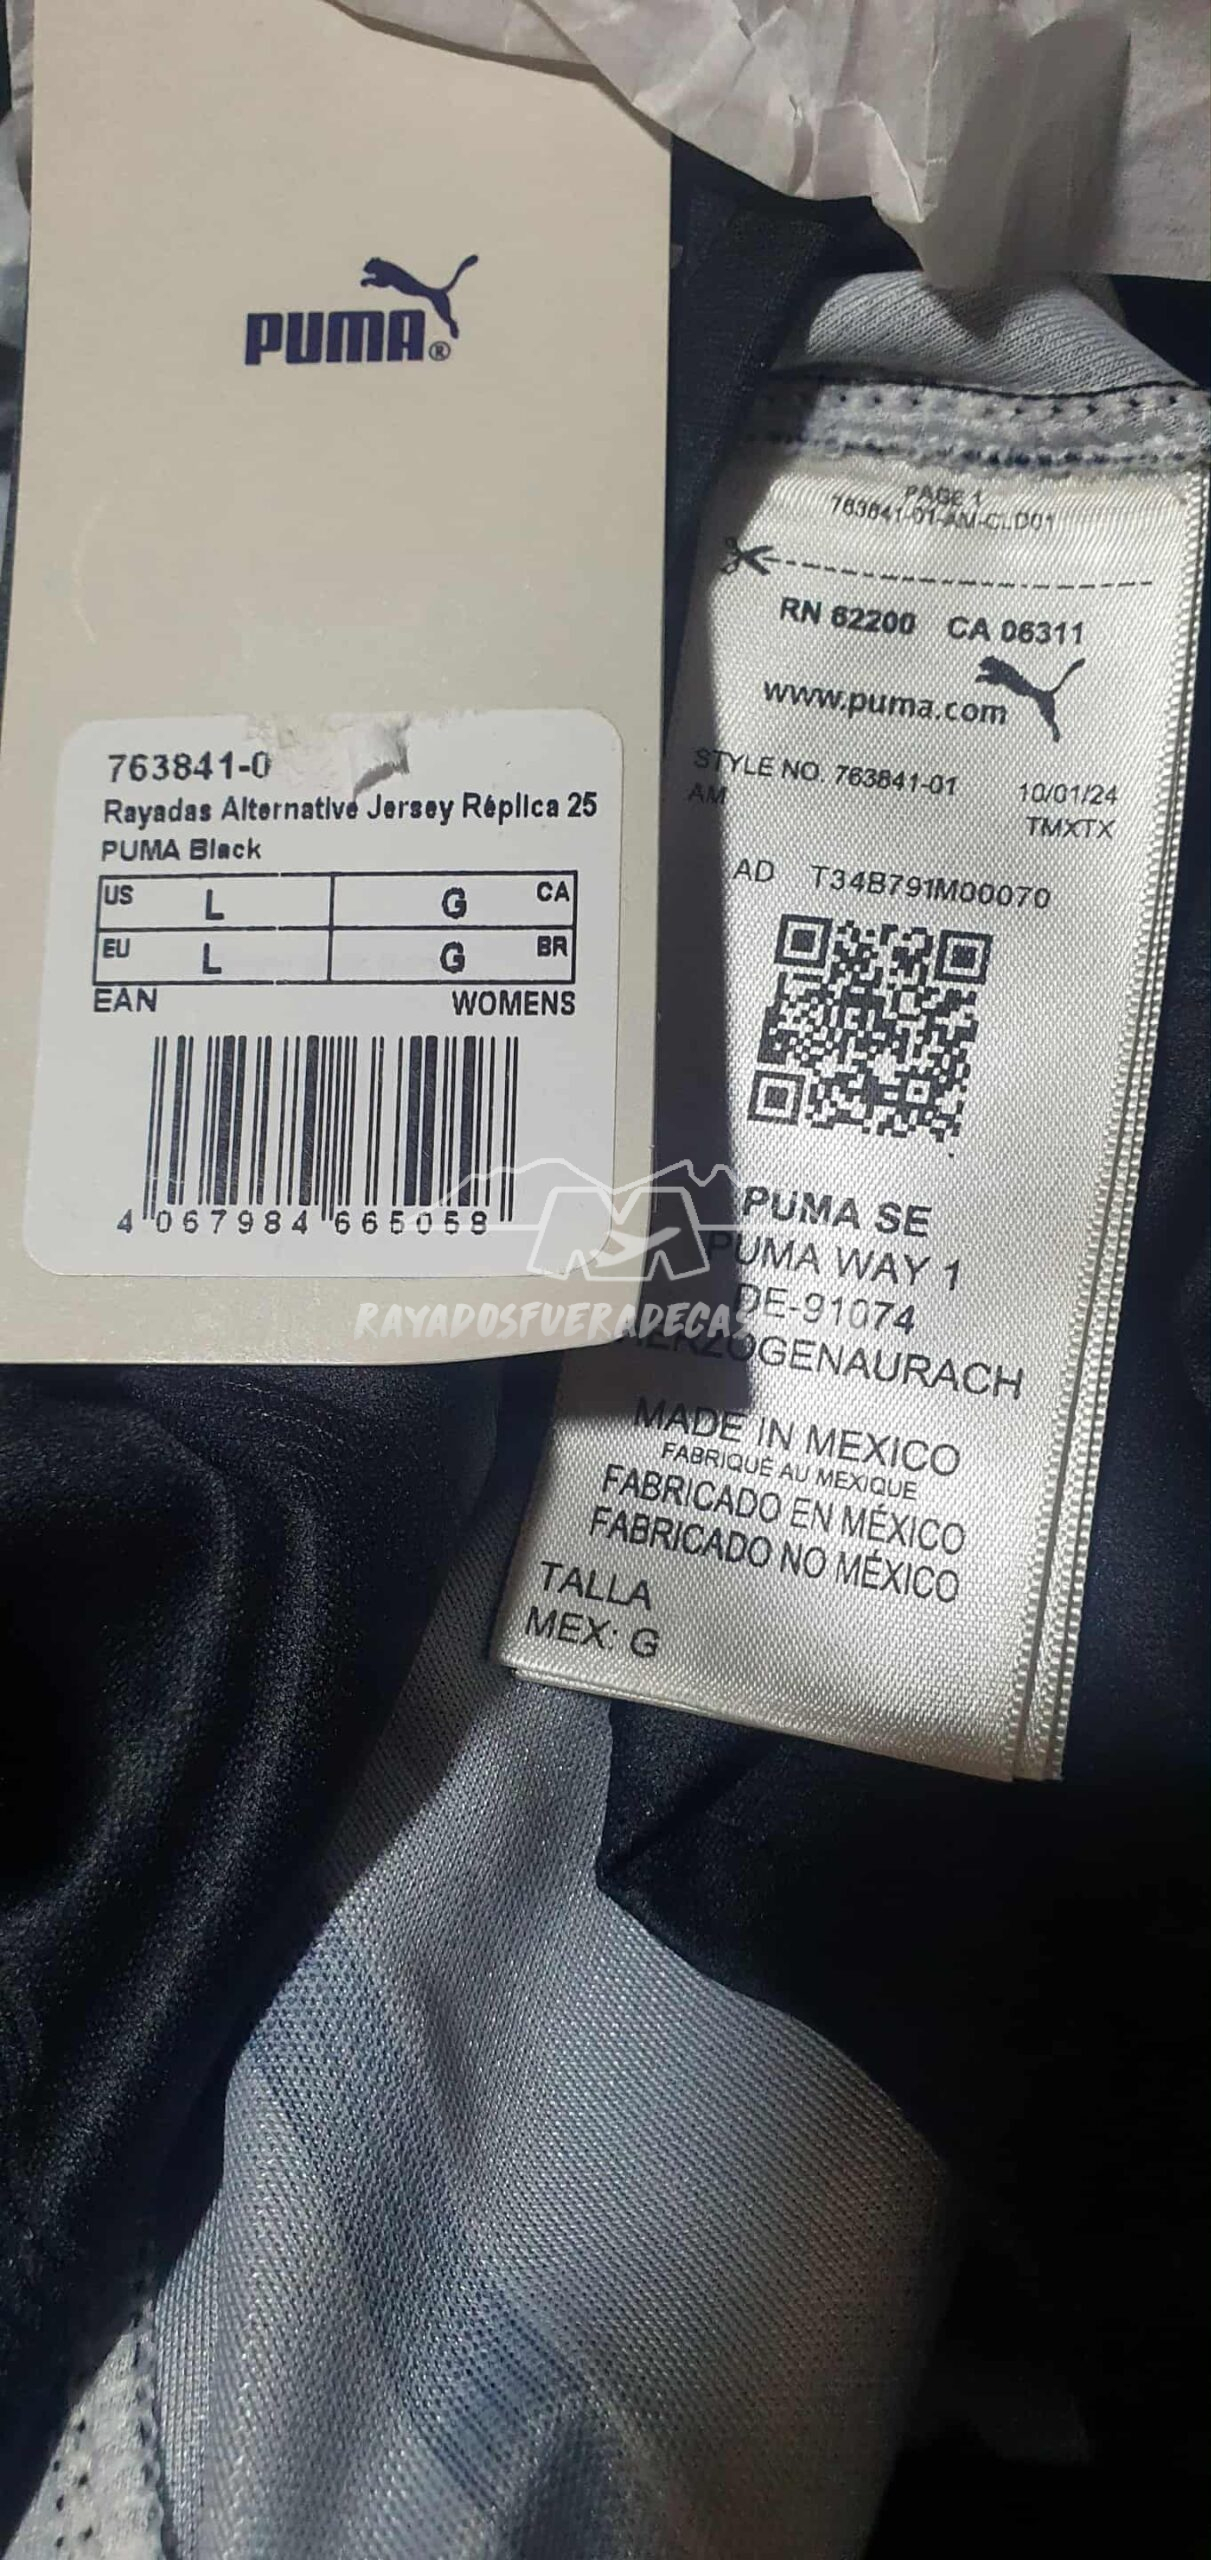 PUMA®
763841-0
Rayadas Alternative Jersey Réplica 25
PUMA Black
US L G CA
EU L G BR
EAN WOMENS
4 067984 665058
PAGE 1
763841-01-AM-CLD01
RN 62200 CA 06311
www.puma.com
STYLE NO. 763841-01 10/01/24
AM TMXTX
AD T34B791M00070
PUMA SE
PUMA WAY 1
DE-91074
HERZOGENAURACH
MADE IN MEXICO
FABRIQUÉ AU MEXIQUE
FABRICADO EN MÉXICO
FABRICADO NO MÉXICO
TALLA
MEX: G